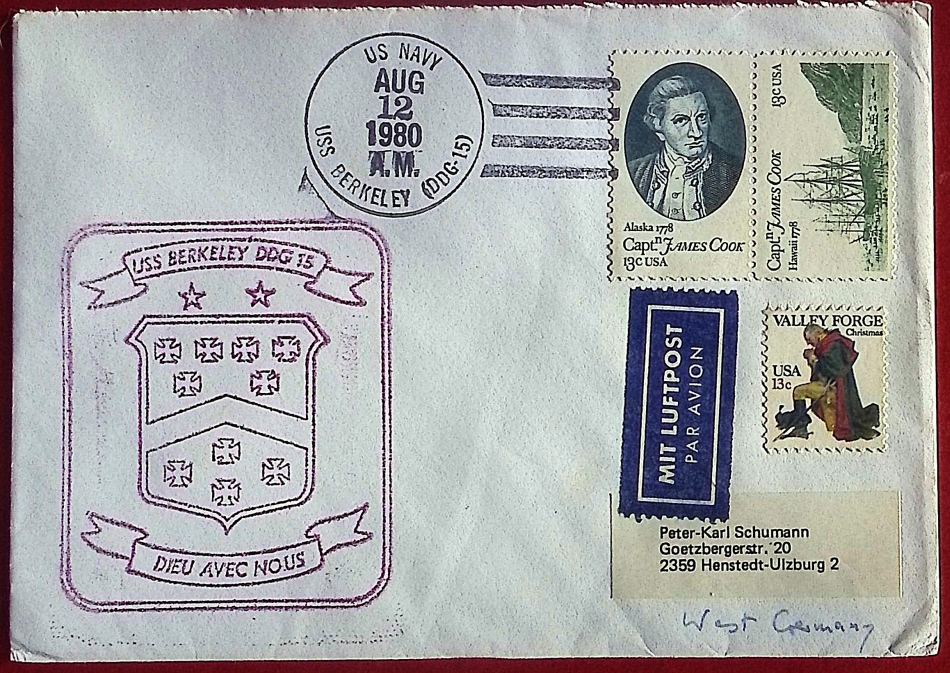 US NAVY
AUG
12
1980
A.M.
USS BERKELEY (DDG-15)
Alaska 1778
Captⁿ JAMES COOK
13c USA
13c USA
Captⁿ JAMES COOK
Hawaii 1778
USS BERKELEY DDG 15
DIEU AVEC NOUS
MIT LUFTPOST
PAR AVION
VALLEY FORGE
Christmas
USA
13c
Peter-Karl Schumann
Goetzbergerstr. 20
2359 Henstedt-Ulzburg 2
West Germany